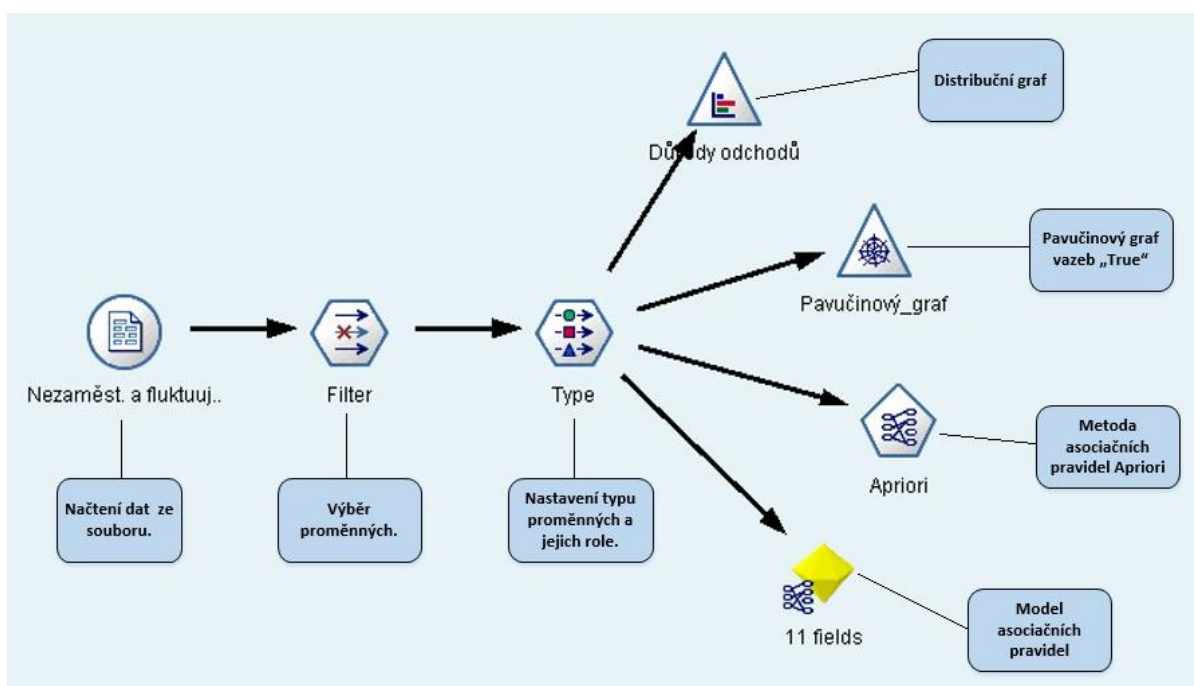 Distribuční graf
Důvody odchodů
Pavučinový graf
vazeb „True“
Pavučinový_graf
Nezaměst. a fluktuuj..
Filter
Type
Načtení dat ze
souboru.
Výběr
proměnných.
Nastavení typu
proměnných a
jejich role.
Metoda
asociačních
pravidel Apriori
Apriori
11 fields
Model
asociačních
pravidel